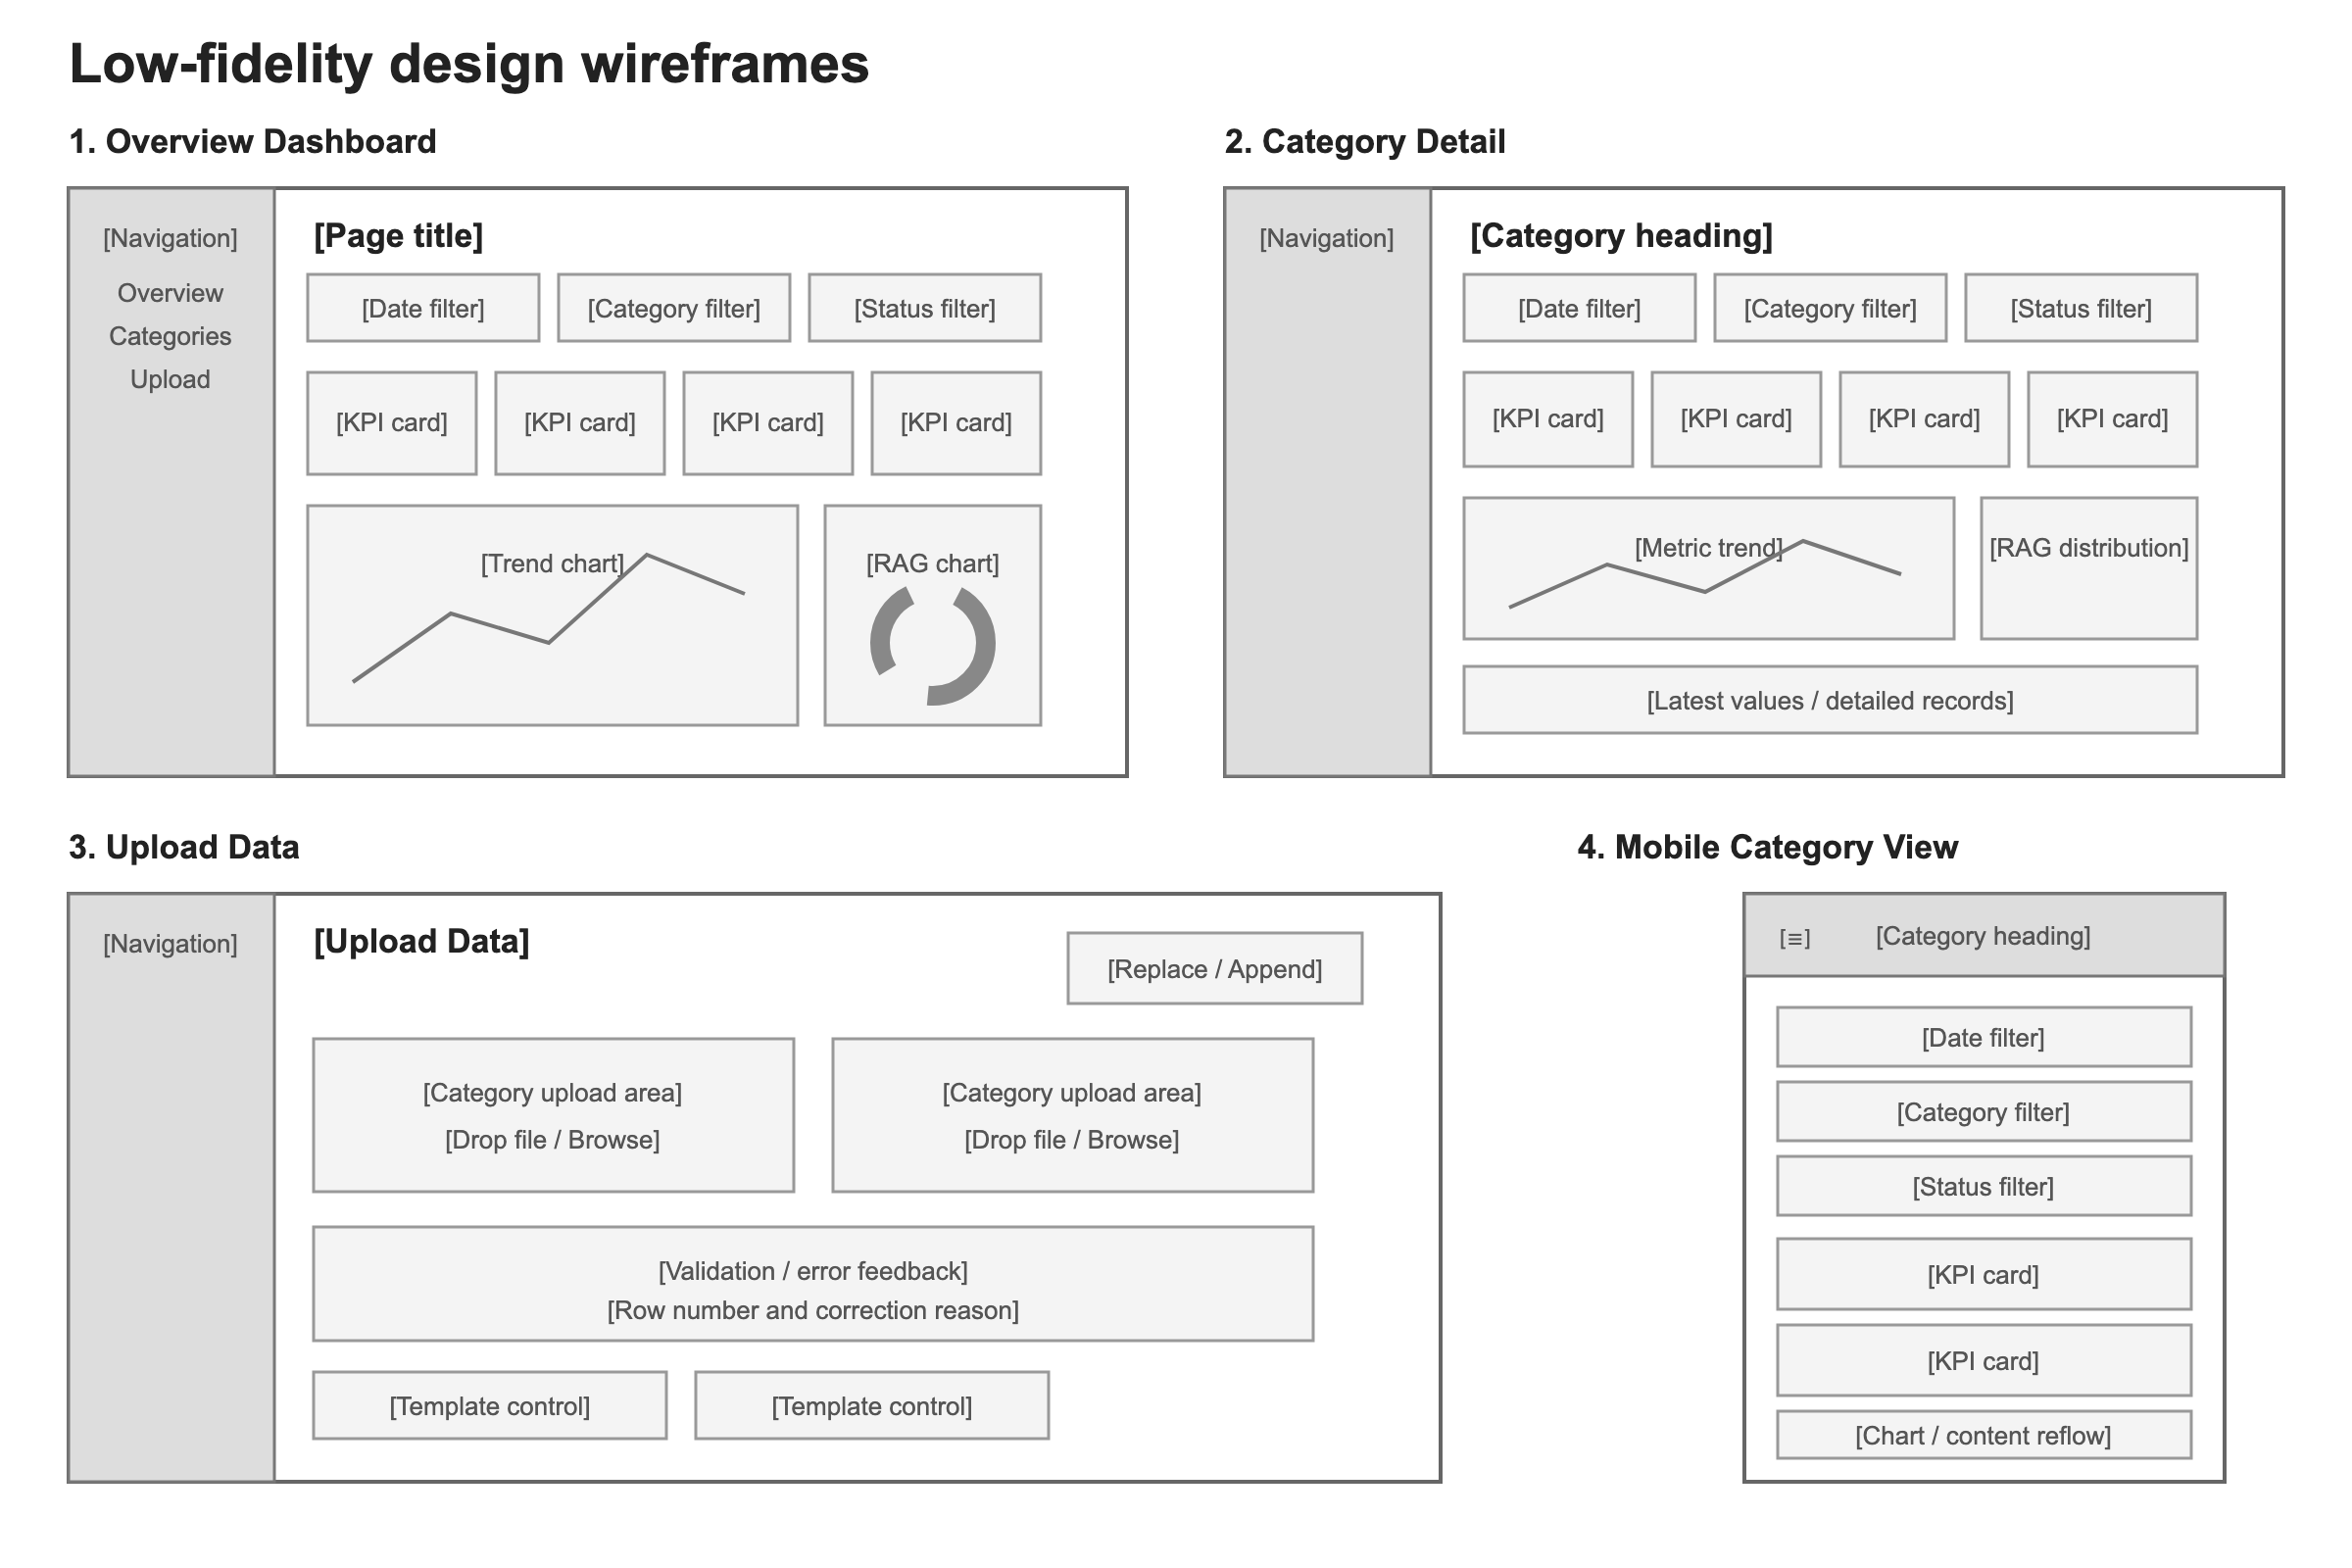 Low-fidelity design wireframes
1. Overview Dashboard
[Navigation]
Overview
Categories
Upload
[Page title]
[Date filter]
[Category filter]
[Status filter]
[KPI card]
[KPI card]
[KPI card]
[KPI card]
[Trend chart]
[RAG chart]
2. Category Detail
[Navigation]
[Category heading]
[Date filter]
[Category filter]
[Status filter]
[KPI card]
[KPI card]
[KPI card]
[KPI card]
[Metric trend]
[RAG distribution]
[Latest values / detailed records]
3. Upload Data
[Navigation]
[Upload Data]
[Replace / Append]
[Category upload area]
[Drop file / Browse]
[Category upload area]
[Drop file / Browse]
[Validation / error feedback]
[Row number and correction reason]
[Template control]
[Template control]
4. Mobile Category View
[≡]
[Category heading]
[Date filter]
[Category filter]
[Status filter]
[KPI card]
[KPI card]
[Chart / content reflow]